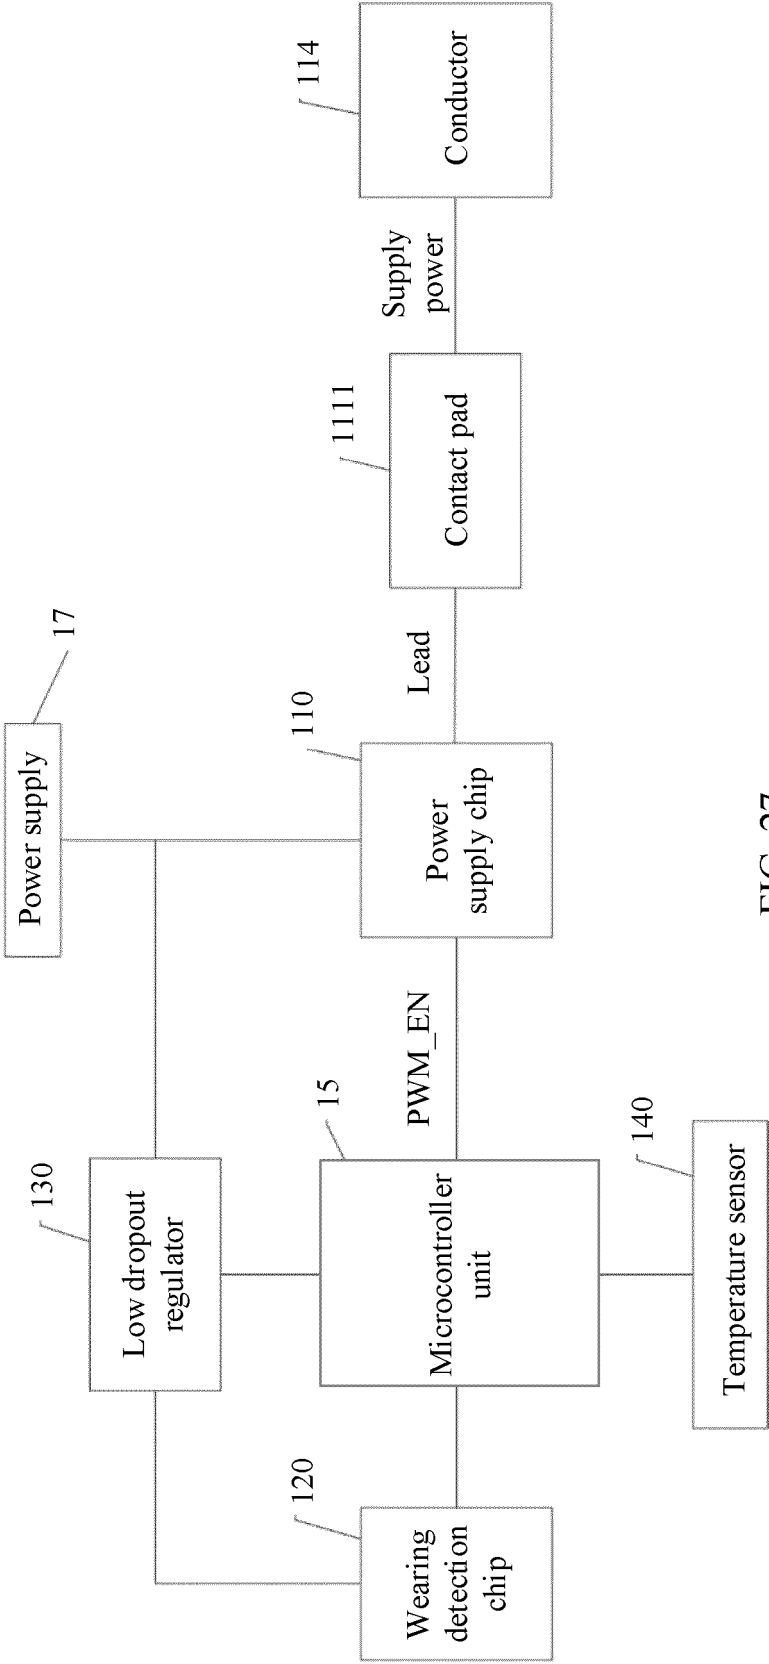 Power supply
17
130
Low dropout
regulator
120
Wearing
detection
chip
15
Microcontroller
unit
PWM_EN
110
Power
supply chip
Lead
1111
Contact pad
Supply
power
114
Conductor
140
Temperature sensor